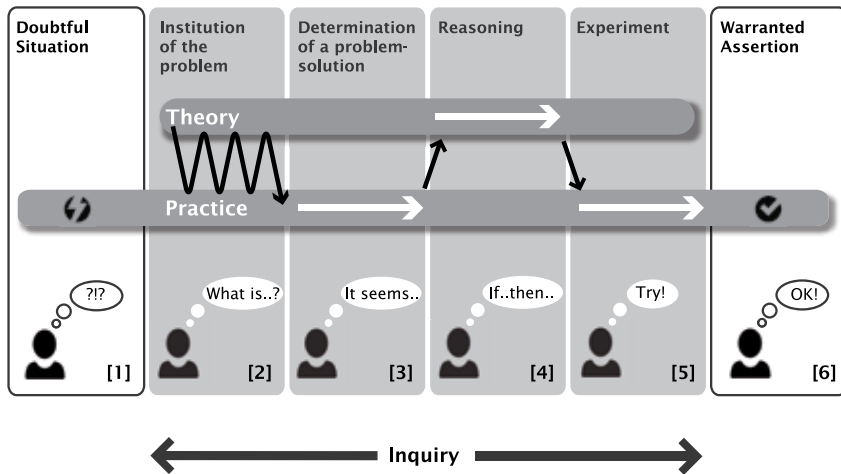 Doubtful
Situation
Institution
of the
problem
Determination
of a problem-
solution
Reasoning
Experiment
Warranted
Assertion
Theory
Practice
?!?
What is..?
It seems..
If..then..
Try!
OK!
[1]
[2]
[3]
[4]
[5]
[6]
Inquiry